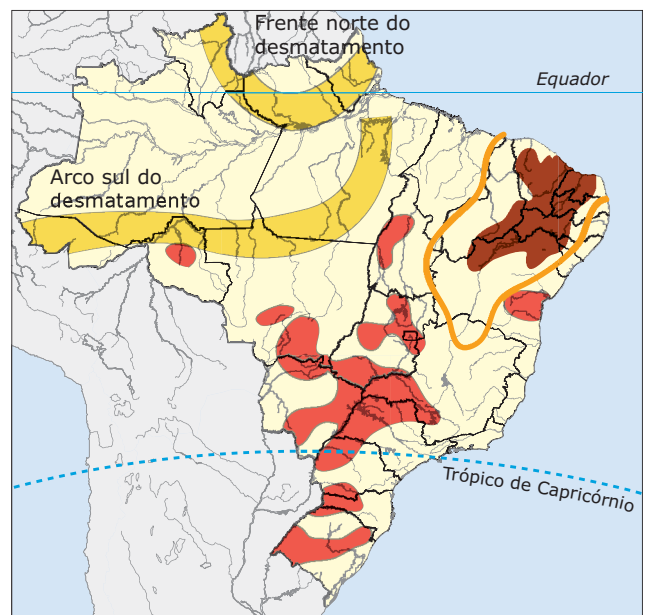 Frente norte do
desmatamento
Equador
Arco sul do
desmatamento
Trópico de Capricórnio